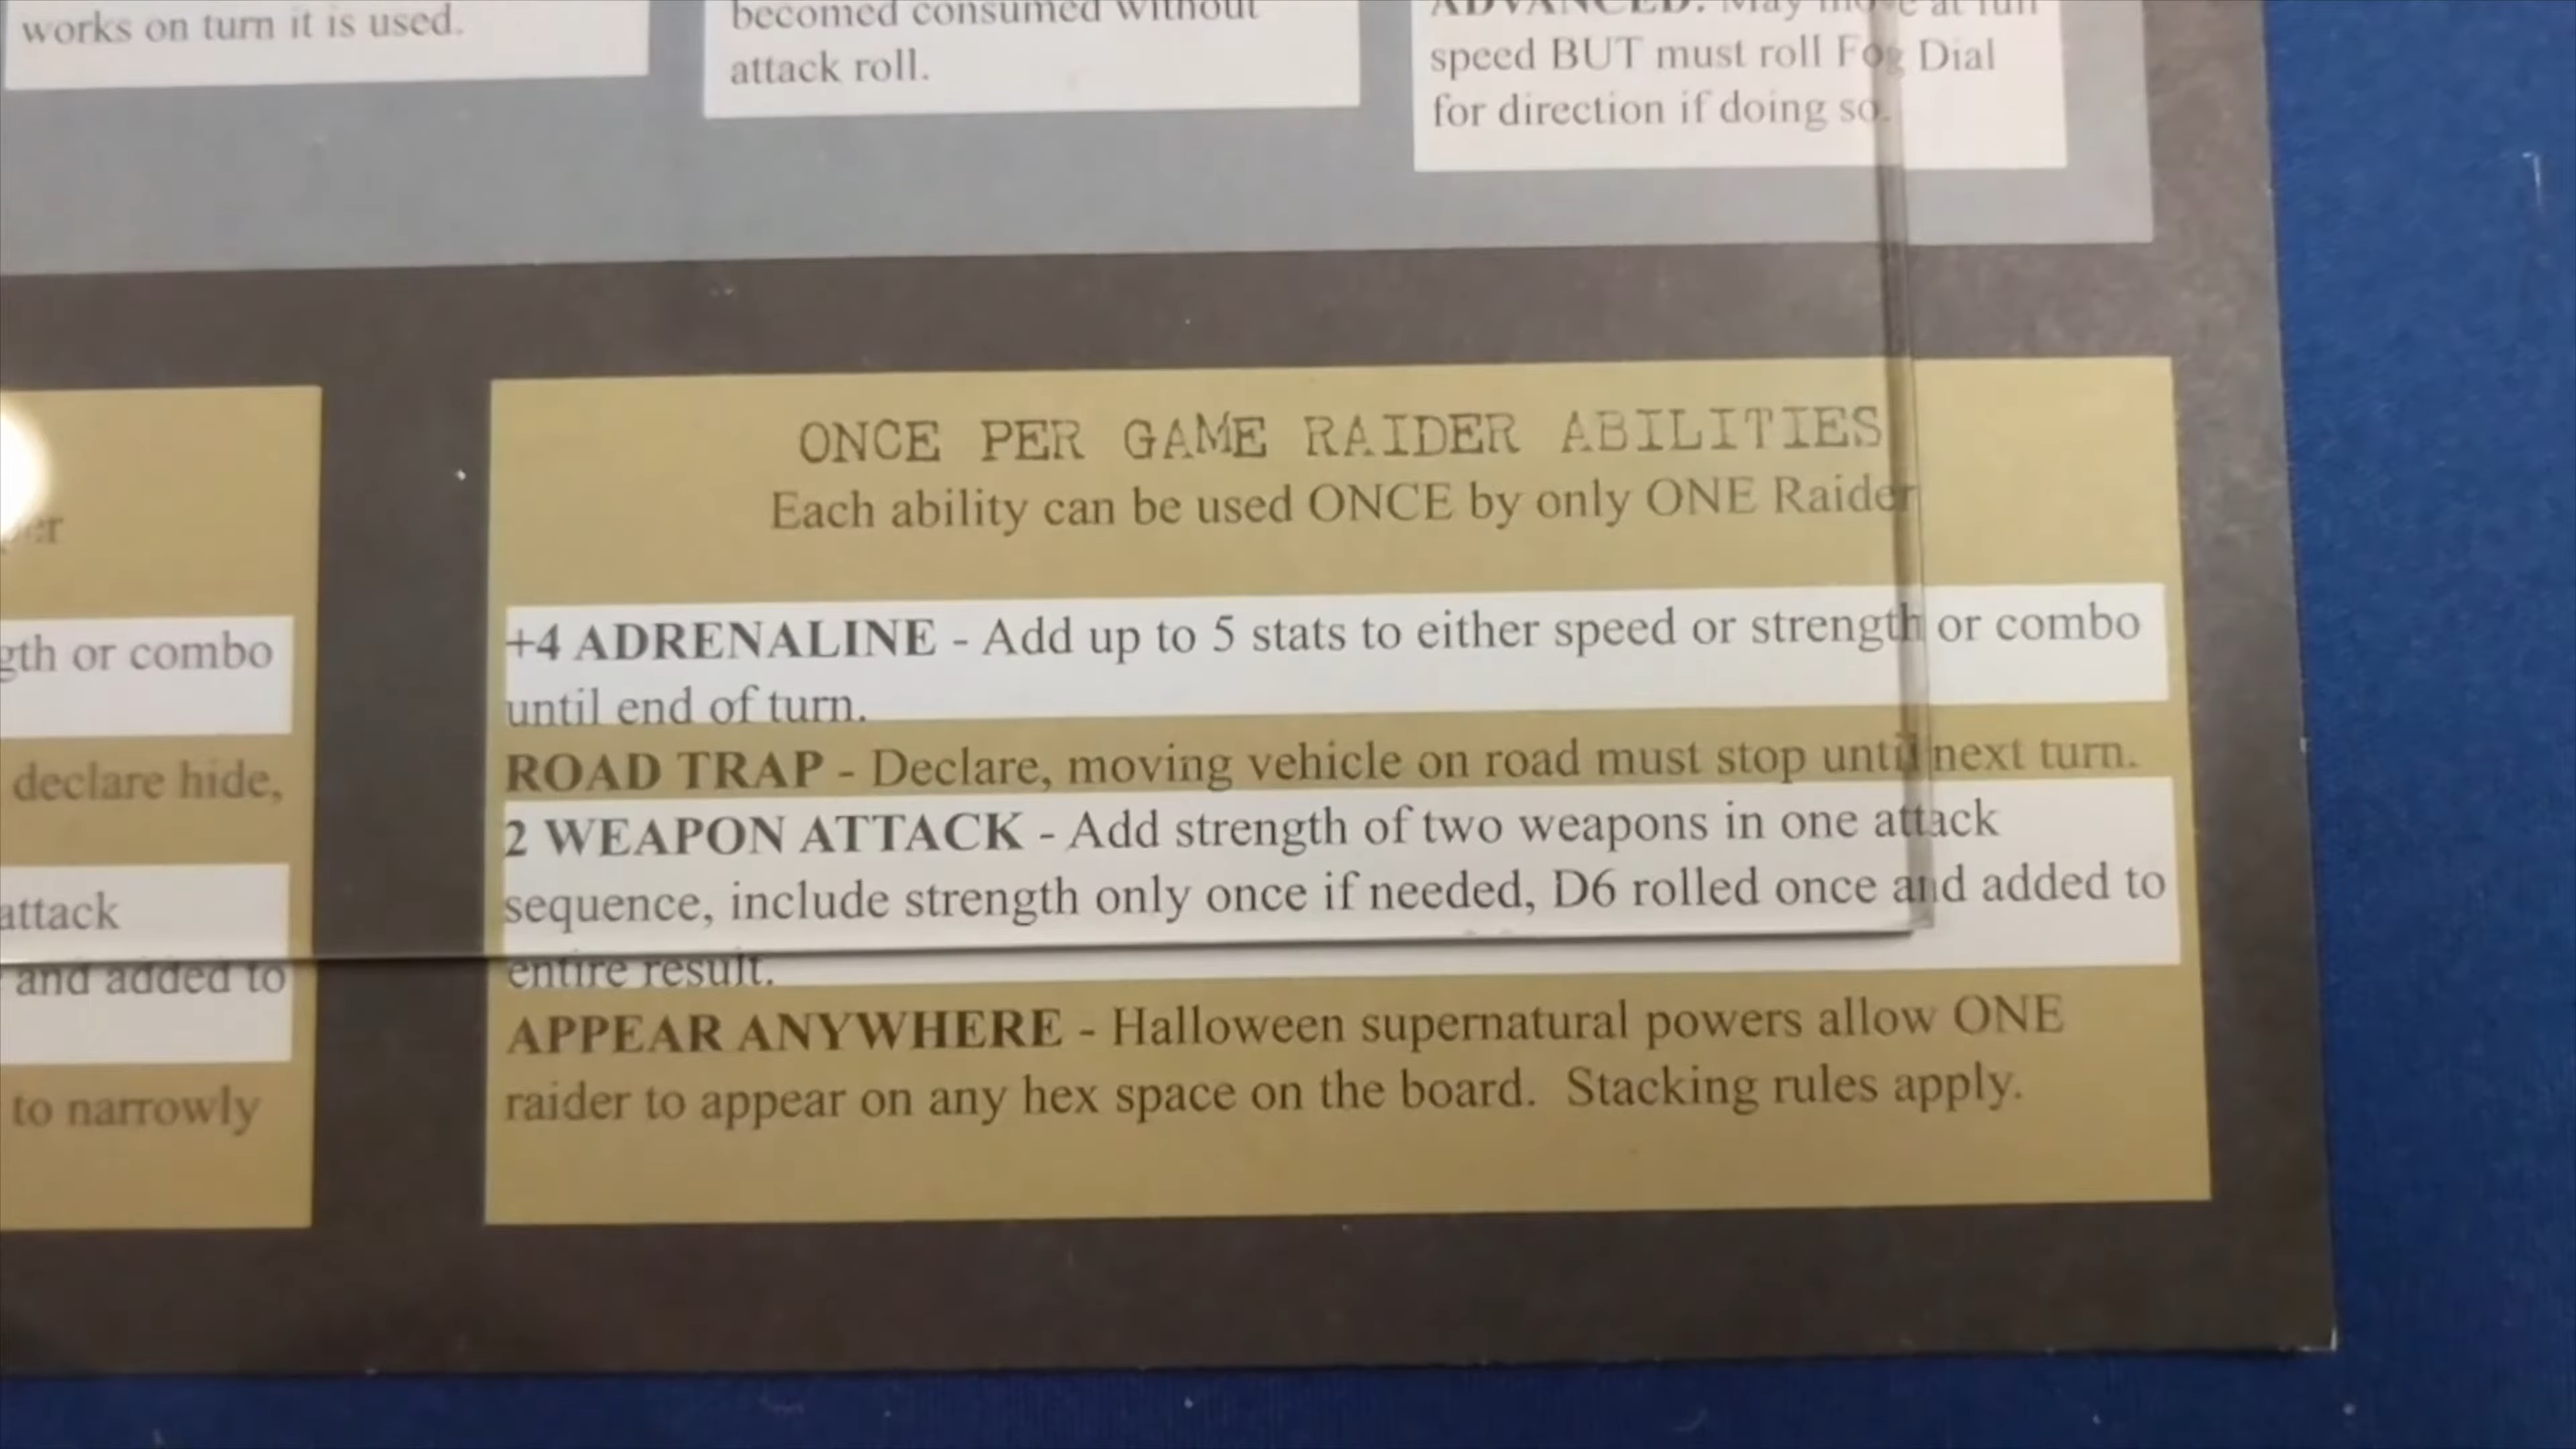 works on turn it is used.
becomed consumed without
attack roll.
ADVANCED: May move at full
speed BUT must roll Fog Dial
for direction if doing so.
or combo
declare hide,
attack
and added to
to narrowly
ONCE PER GAME RAIDER ABILITIES
Each ability can be used ONCE by only ONE Raider
+4 ADRENALINE - Add up to 5 stats to either speed or strength or combo
until end of turn.
ROAD TRAP - Declare, moving vehicle on road must stop until next turn.
2 WEAPON ATTACK - Add strength of two weapons in one attack
sequence, include strength only once if needed, D6 rolled once and added to
entire result.
APPEAR ANYWHERE - Halloween supernatural powers allow ONE
raider to appear on any hex space on the board. Stacking rules apply.